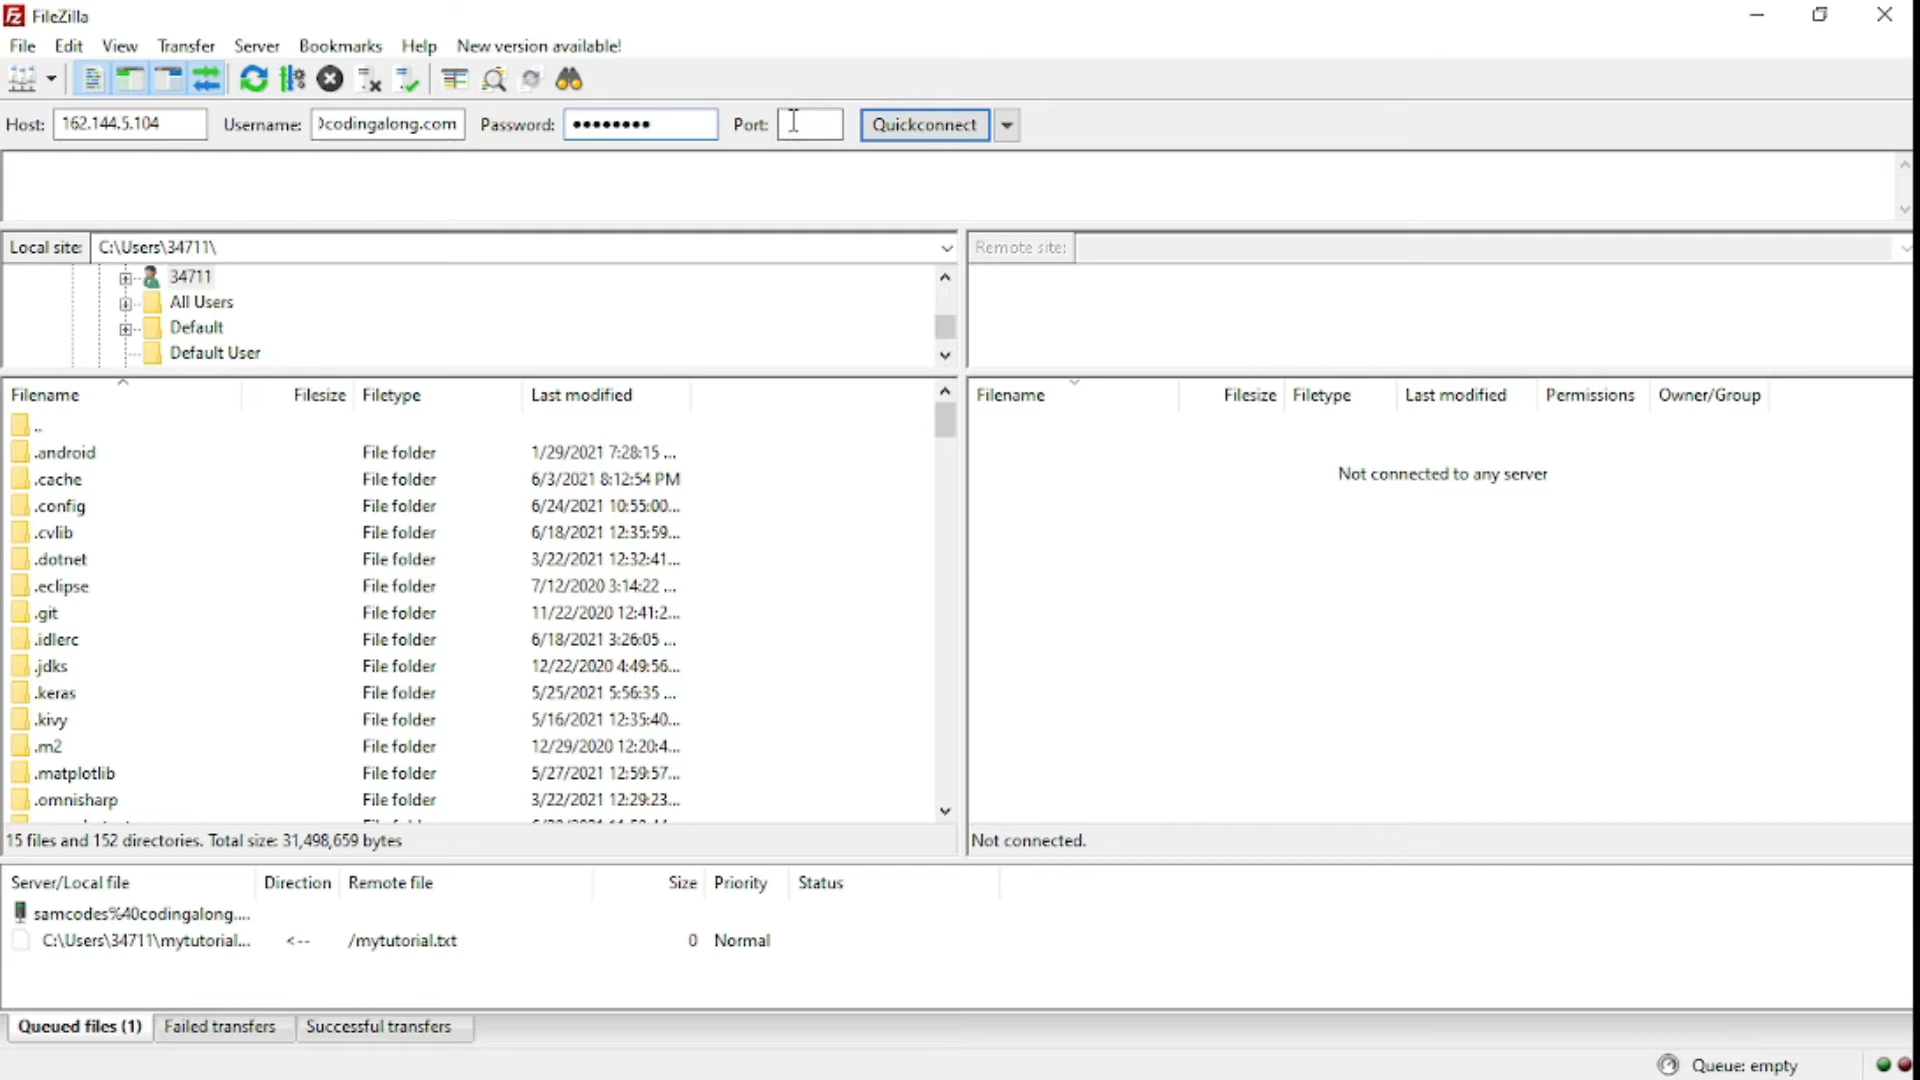 FileZilla
File Edit View Transfer Server Bookmarks Help New version available!
Host: 162.144.5.104 Username: codingalong.com Password: •••••••• Port: Quickconnect
Local site: C:\Users\34711\
Remote site:
34711
All Users
Default
Default User
Filename Filesize Filetype Last modified
..
.android File folder 1/29/2021 7:28:15 ...
.cache File folder 6/3/2021 8:12:54 PM
.config File folder 6/24/2021 10:55:00...
.cvlib File folder 6/18/2021 12:35:59...
.dotnet File folder 3/22/2021 12:32:41...
.eclipse File folder 7/12/2020 3:14:22 ...
.git File folder 11/22/2020 12:41:2...
.idlerc File folder 6/18/2021 3:26:05 ...
.jdks File folder 12/22/2020 4:49:56...
.keras File folder 5/25/2021 5:56:35 ...
.kivy File folder 5/16/2021 12:35:40...
.m2 File folder 12/29/2020 12:20:4...
.matplotlib File folder 5/27/2021 12:59:57...
.omnisharp File folder 3/22/2021 12:29:23...
15 files and 152 directories. Total size: 31,498,659 bytes
Filename Filesize Filetype Last modified Permissions Owner/Group
Not connected to any server
Not connected.
Server/Local file Direction Remote file Size Priority Status
samcodes%40codingalong....
C:\Users\34711\mytutorial... <-- /mytutorial.txt 0 Normal
Queued files (1) Failed transfers Successful transfers
Queue: empty